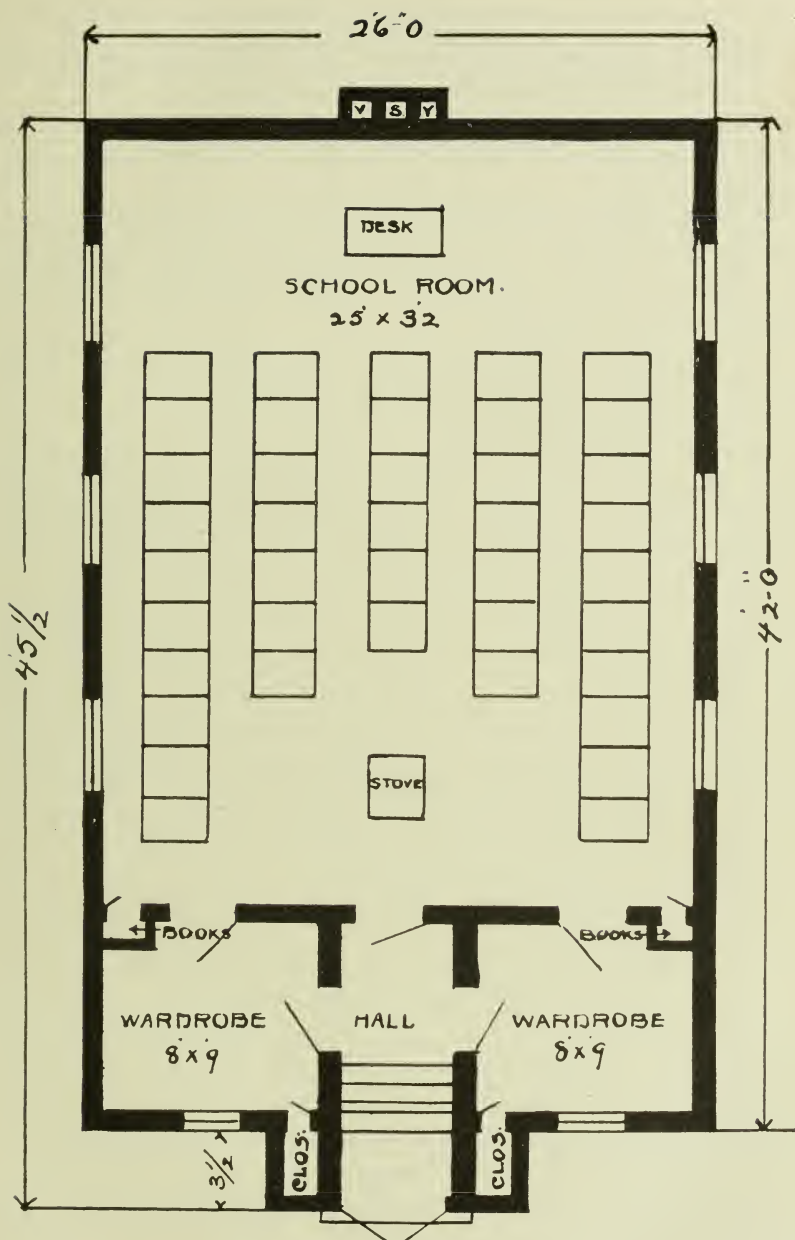 26'-0"
V S V
DESK
SCHOOL ROOM.
25' x 32'
45 1/2'
42'-0"
STOVE
BOOKS
BOOKS
WARDROBE
8' x 9'
HALL
WARDROBE
8' x 9'
3 1/2'
CLOS.
CLOS.